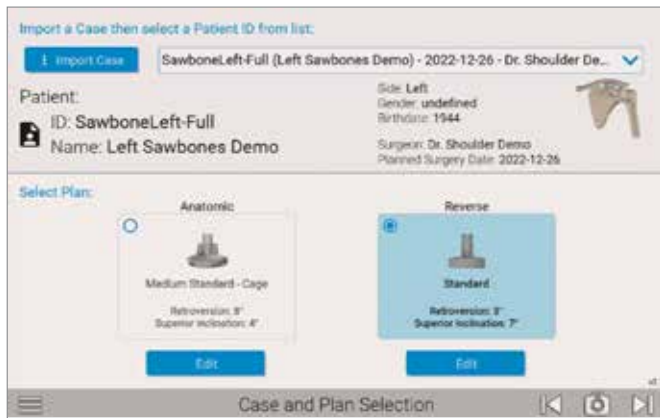 Import a Case then select a Patient ID from list:
Import Case
SawboneLeft-Full (Left Sawbones Demo) - 2022-12-26 - Dr. Shoulder De...
Patient:
ID: SawboneLeft-Full
Name: Left Sawbones Demo
Side: Left
Gender: undefined
Birthdate: 1944
Surgeon: Dr. Shoulder Demo
Planned Surgery Date: 2022-12-26
Select Plan:
Anatomic
Medium Standard - Cage
Retroversion: 8°
Superior Inclination: 4°
Edit
Reverse
Standard
Retroversion: 8°
Superior Inclination: 7°
Edit
Case and Plan Selection